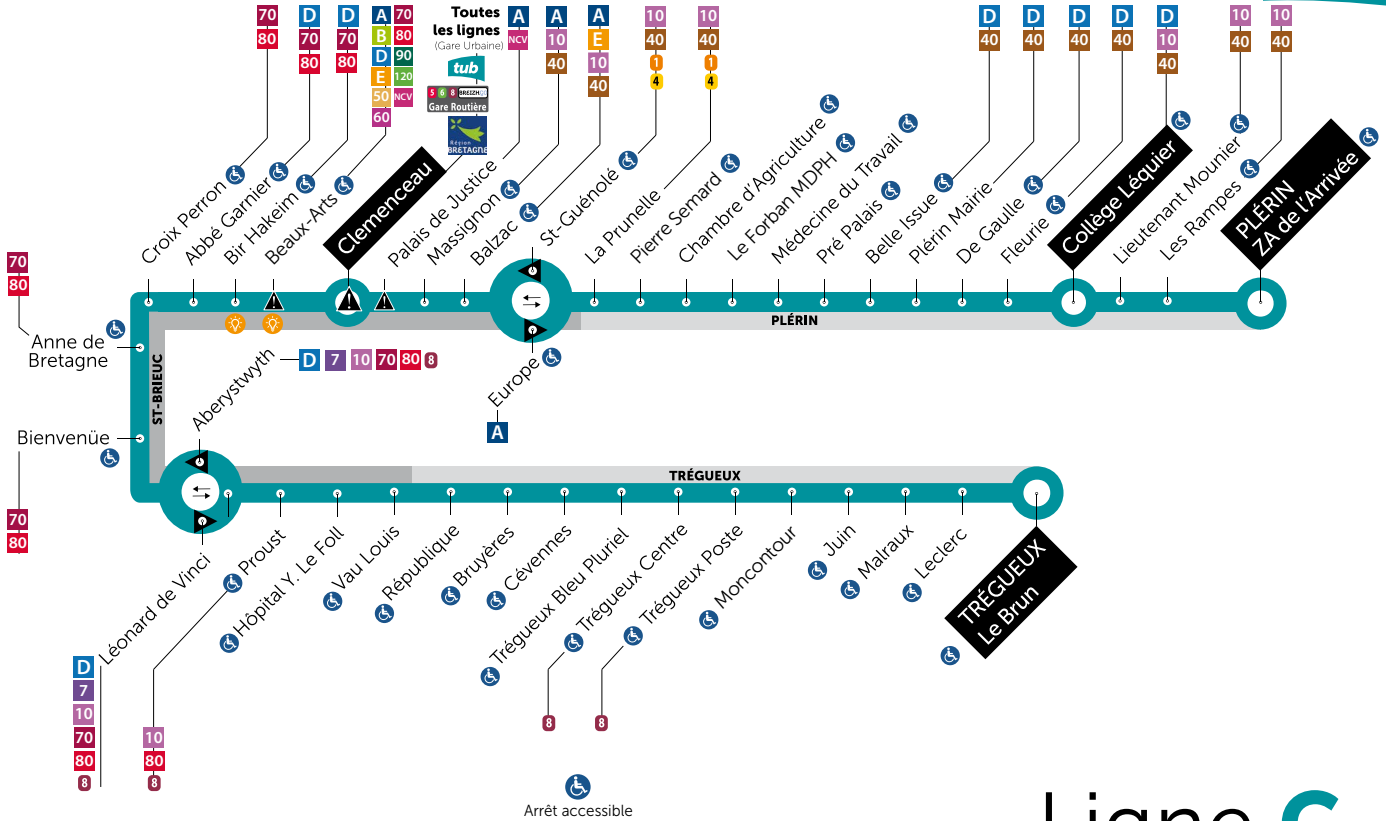 70
80
D
70
80
D
70
80
A 70
B 80
D 90
E 120
50 NCV
60
Toutes
les lignes
(Gare Urbaine)
tub
5 6 8 BREIZHGO
Gare Routière
Région
BRETAGNE
A
NCV
A
10
40
A
E
10
40
10
40
1
4
10
40
1
4
D
40
D
40
D
40
D
40
D
10
40
10
40
10
40
Croix Perron
Abbé Garnier
Bir Hakeim
Beaux-Arts
Clemenceau
Palais de Justice
Massignon
Balzac
St-Guénolé
La Prunelle
Pierre Semard
Chambre d'Agriculture
Le Forban MDPH
Médecine du Travail
Pré Palais
Belle Issue
Plérin Mairie
De Gaulle
Fleurie
Collège Léquier
Lieutenant Mounier
Les Rampes
PLÉRIN
ZA de l'Arrivée
70
80
Anne de
Bretagne
PLÉRIN
ST-BRIEUC
Aberystwyth
D 7 10 70 80 8
Europe
A
Bienvenüe
70
80
TRÉGUEUX
Léonard de Vinci
Proust
Hôpital Y. Le Foll
Vau Louis
République
Bruyères
Cévennes
Trégueux Bleu Pluriel
Trégueux Centre
Trégueux Poste
Moncontour
Juin
Malraux
Leclerc
TRÉGUEUX
Le Brun
D
7
10
70
80
8
10
80
8
8
8
Arrêt accessible
Ligne C